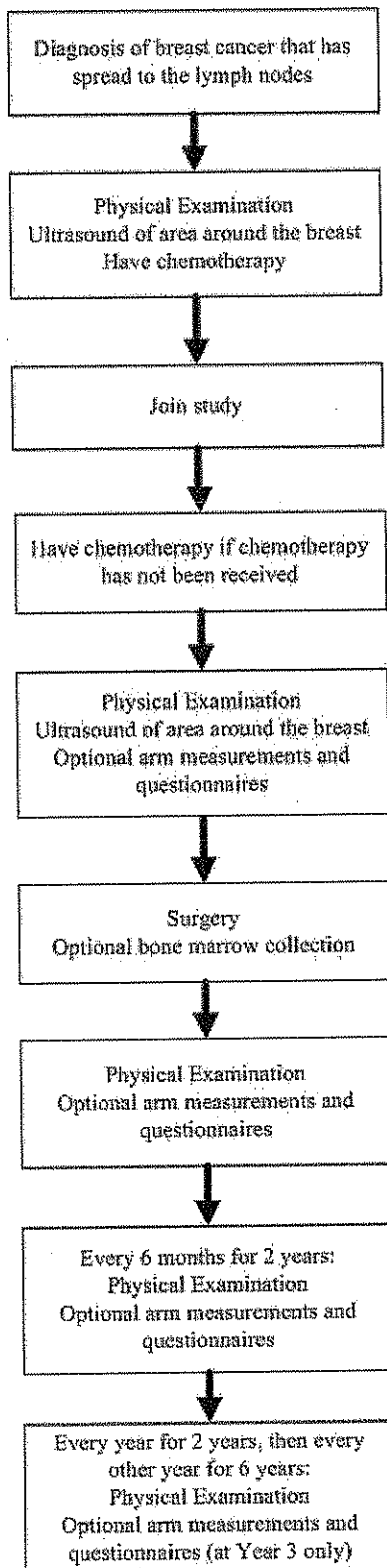 Diagnosis of breast cancer that has
spread to the lymph nodes
Physical Examination
Ultrasound of area around the breast
Have chemotherapy
Join study
Have chemotherapy if chemotherapy
has not been received
Physical Examination
Ultrasound of area around the breast
Optional arm measurements and
questionnaires
Surgery
Optional bone marrow collection
Physical Examination
Optional arm measurements and
questionnaires
Every 6 months for 2 years:
Physical Examination
Optional arm measurements and
questionnaires
Every year for 2 years, then every
other year for 6 years:
Physical Examination
Optional arm measurements and
questionnaires (at Year 3 only)